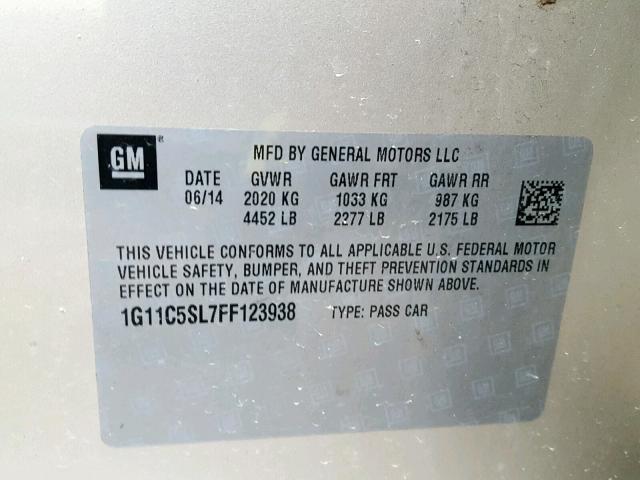 GM ®
MFD BY GENERAL MOTORS LLC
DATE GVWR GAWR FRT GAWR RR
06/14 2020 KG 1033 KG 987 KG
4452 LB 2277 LB 2175 LB
THIS VEHICLE CONFORMS TO ALL APPLICABLE U.S. FEDERAL MOTOR
VEHICLE SAFETY, BUMPER, AND THEFT PREVENTION STANDARDS IN
EFFECT ON THE DATE OF MANUFACTURE SHOWN ABOVE.
1G11C5SL7FF123938 TYPE: PASS CAR